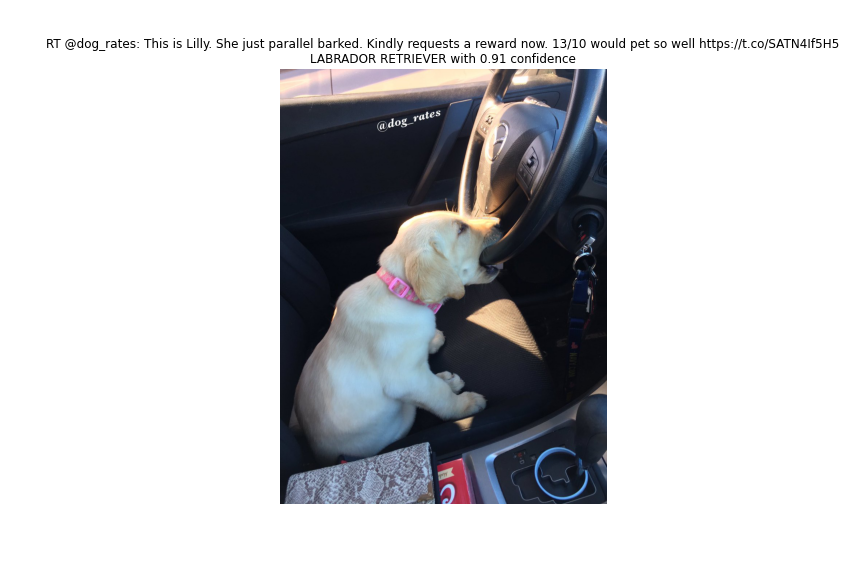 RT @dog_rates: This is Lilly. She just parallel barked. Kindly requests a reward now. 13/10 would pet so well https://t.co/SATN4If5H5
LABRADOR RETRIEVER with 0.91 confidence
@dog_rates